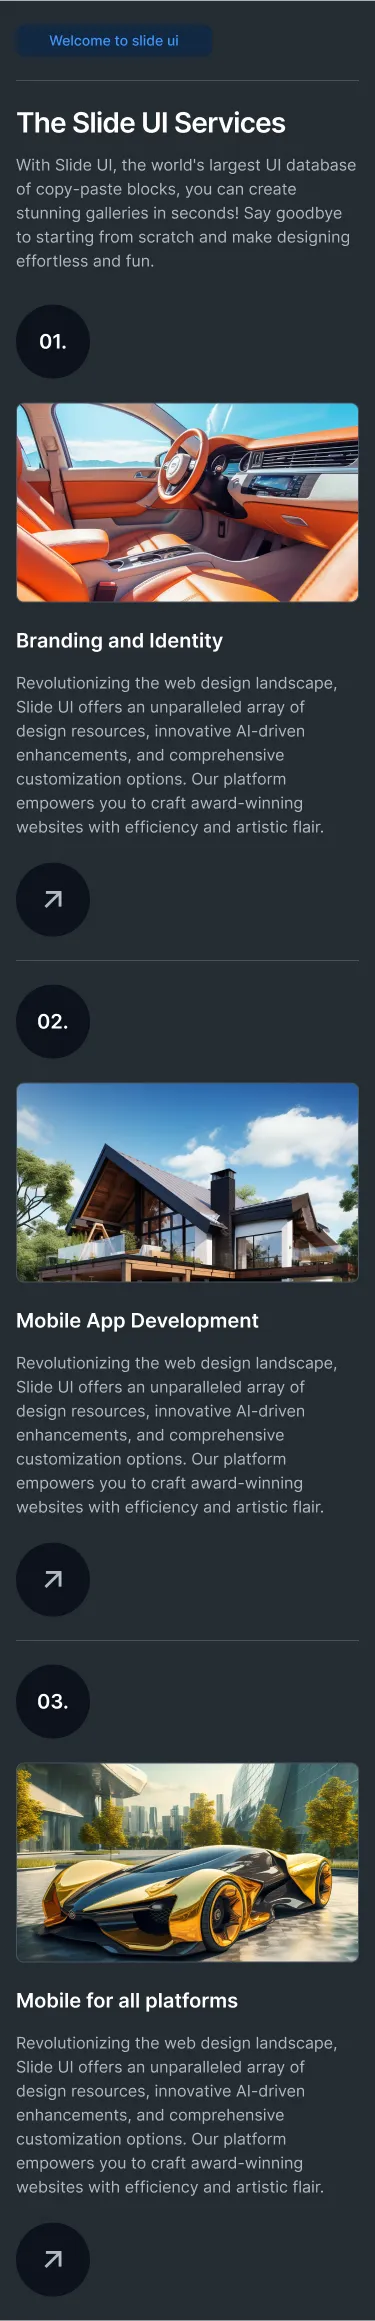 Welcome to slide ui
The Slide UI Services
With Slide UI, the world's largest UI database
of copy-paste blocks, you can create
stunning galleries in seconds! Say goodbye
to starting from scratch and make designing
effortless and fun.
01.
Branding and Identity
Revolutionizing the web design landscape,
Slide UI offers an unparalleled array of
design resources, innovative AI-driven
enhancements, and comprehensive
customization options. Our platform
empowers you to craft award-winning
websites with efficiency and artistic flair.
02.
Mobile App Development
Revolutionizing the web design landscape,
Slide UI offers an unparalleled array of
design resources, innovative AI-driven
enhancements, and comprehensive
customization options. Our platform
empowers you to craft award-winning
websites with efficiency and artistic flair.
03.
Mobile for all platforms
Revolutionizing the web design landscape,
Slide UI offers an unparalleled array of
design resources, innovative AI-driven
enhancements, and comprehensive
customization options. Our platform
empowers you to craft award-winning
websites with efficiency and artistic flair.